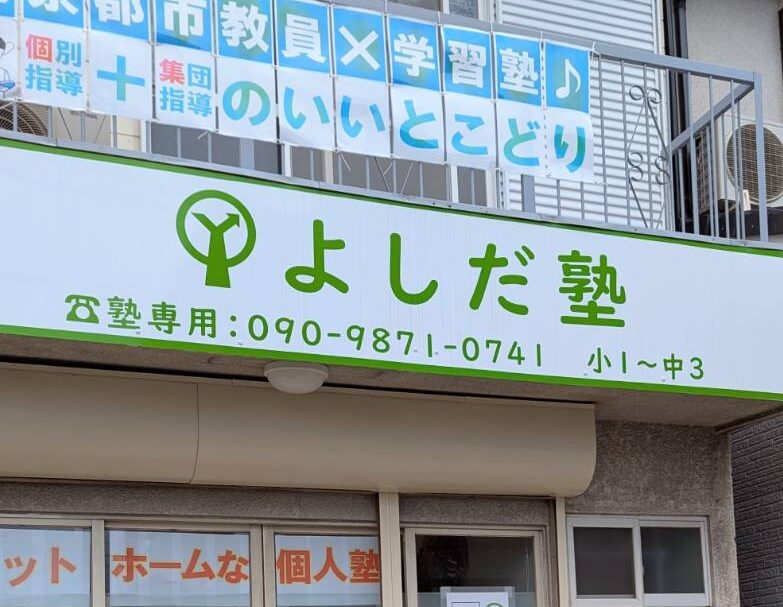 京都市教員×学習塾♪
個別指導+集団指導のいいとこどり
よしだ塾
☎塾専用:090-9871-0741 小1〜中3
ット ホームな 個人塾